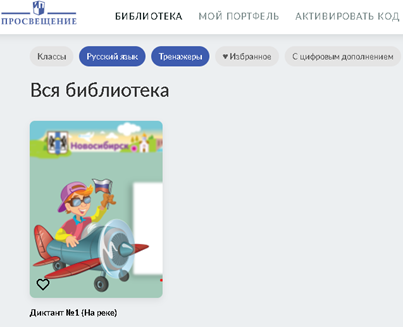 ПРОСВЕЩЕНИЕ
БИБЛИОТЕКА МОЙ ПОРТФЕЛЬ АКТИВИРОВАТЬ КОД
Классы Русский язык Тренажеры ♥ Избранное С цифровым дополнением
Вся библиотека
Новосибирск
Диктант №1 (На реке)